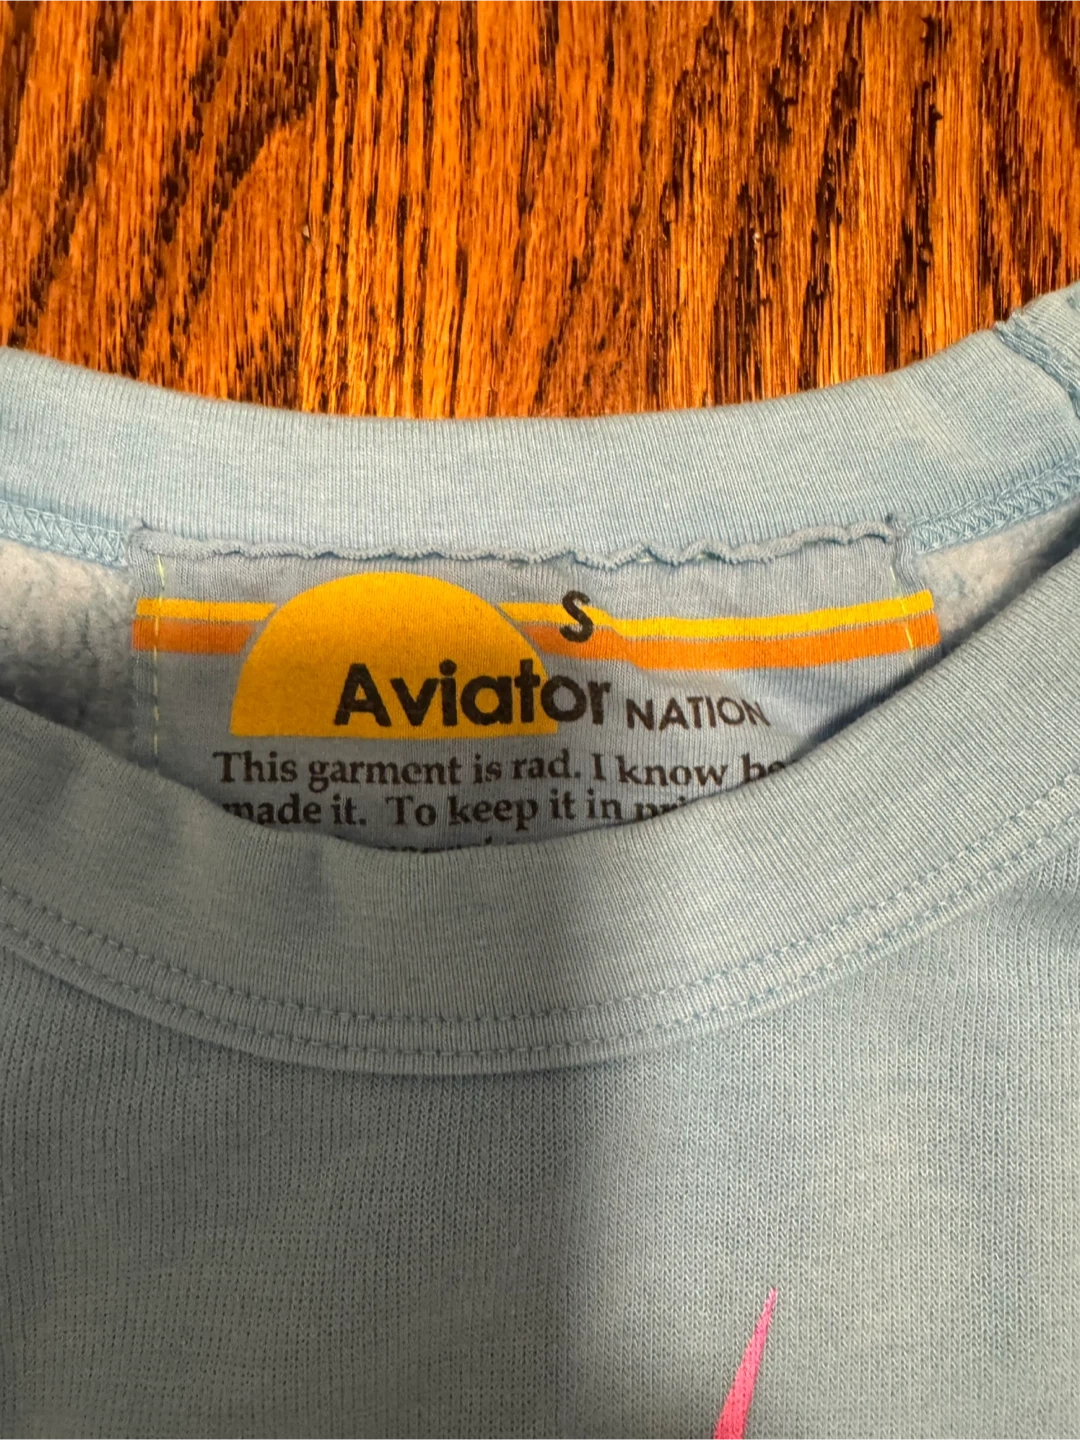 S
Aviator NATION
This garment is rad. I know
made it. To keep it in